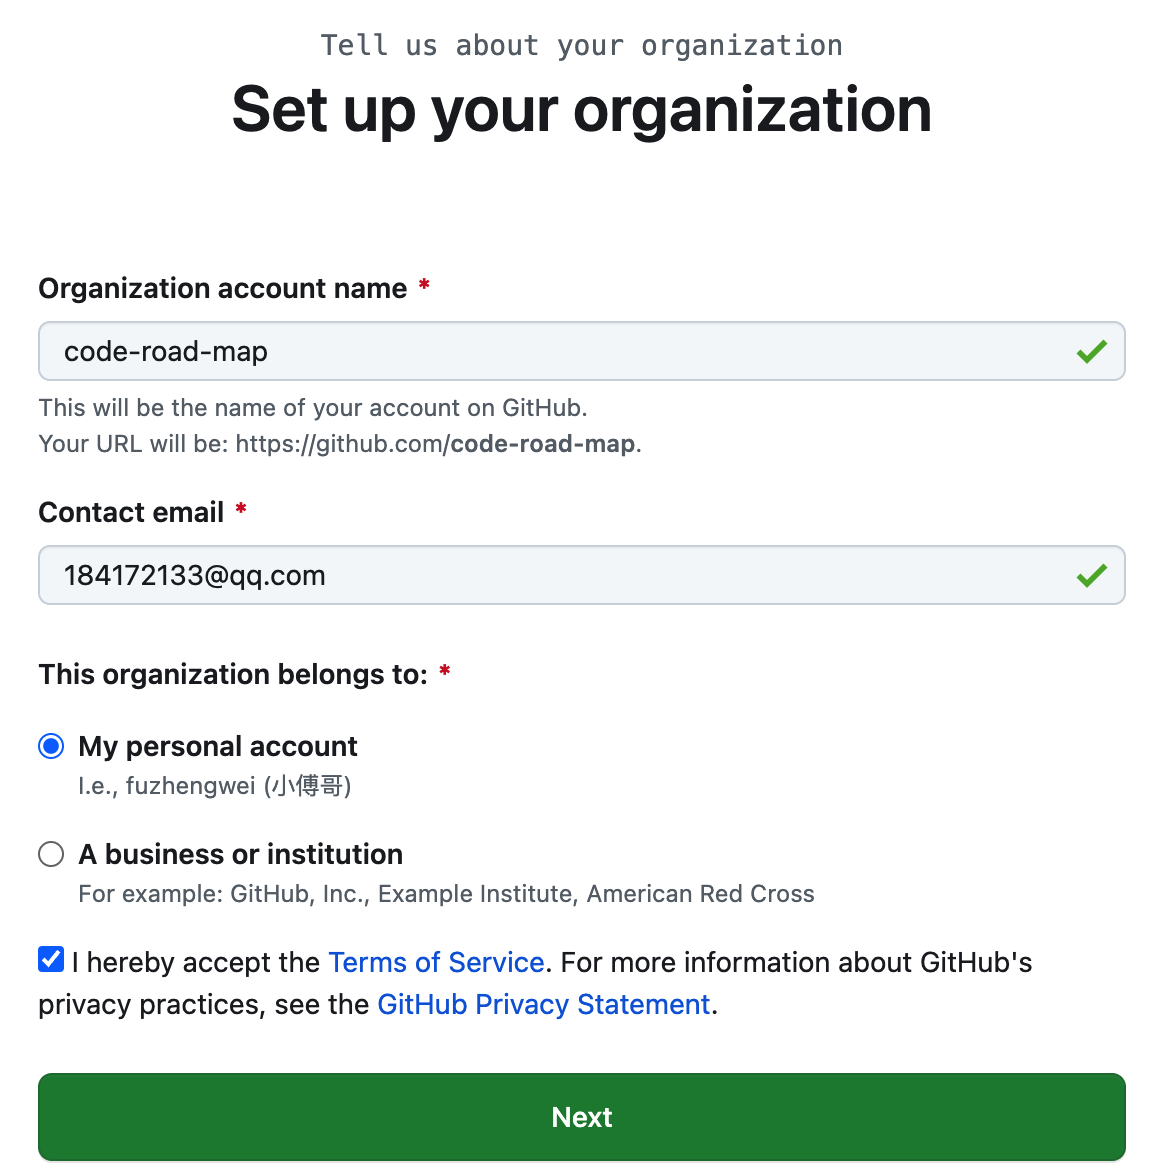 Tell us about your organization
Set up your organization
Organization account name *
code-road-map
This will be the name of your account on GitHub.
Your URL will be: https://github.com/code-road-map.
Contact email *
184172133@qq.com
This organization belongs to: *
My personal account
I.e., fuzhengwei (小傅哥)
A business or institution
For example: GitHub, Inc., Example Institute, American Red Cross
I hereby accept the Terms of Service. For more information about GitHub's
privacy practices, see the GitHub Privacy Statement.
Next